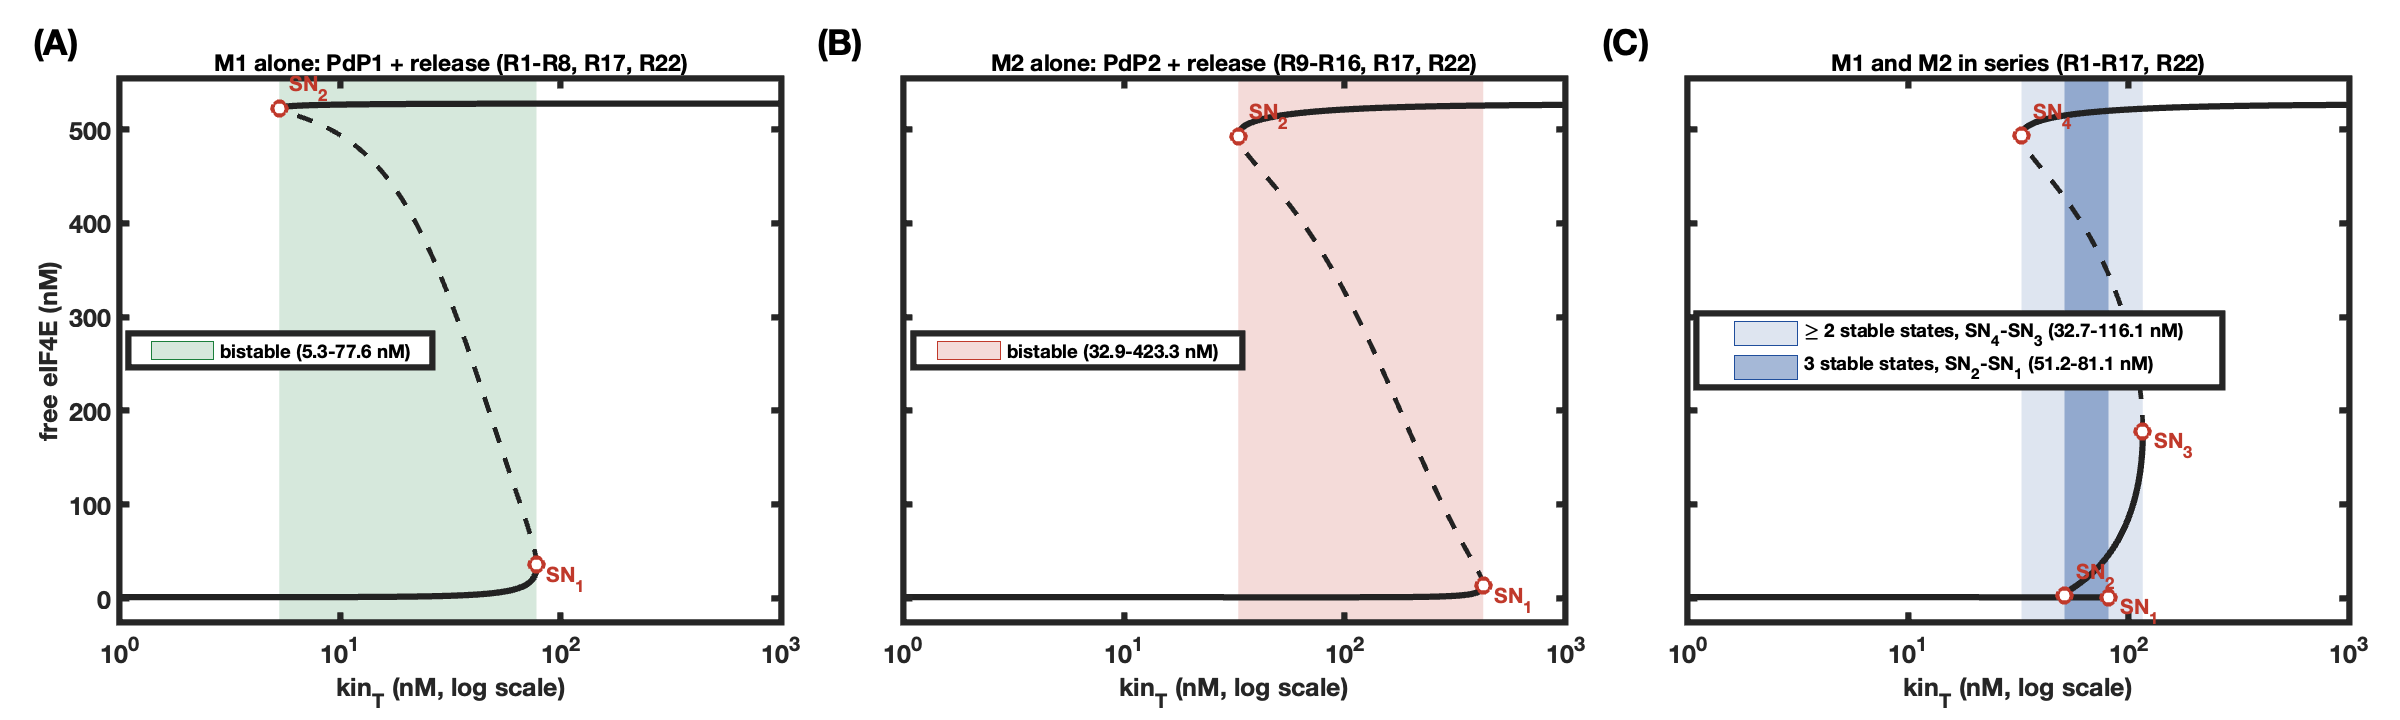 (A)
M1 alone: PdP1 + release (R1-R8, R17, R22)
SN2
500
400
300
200
100
0
free eIF4E (nM)
bistable (5.3-77.6 nM)
SN1
10^0
10^1
10^2
10^3
kin_T (nM, log scale)
(B)
M2 alone: PdP2 + release (R9-R16, R17, R22)
SN2
bistable (32.9-423.3 nM)
SN1
10^0
10^1
10^2
10^3
kin_T (nM, log scale)
(C)
M1 and M2 in series (R1-R17, R22)
SN4
≥ 2 stable states, SN4-SN3 (32.7-116.1 nM)
3 stable states, SN2-SN1 (51.2-81.1 nM)
SN3
SN2
SN1
10^0
10^1
10^2
10^3
kin_T (nM, log scale)